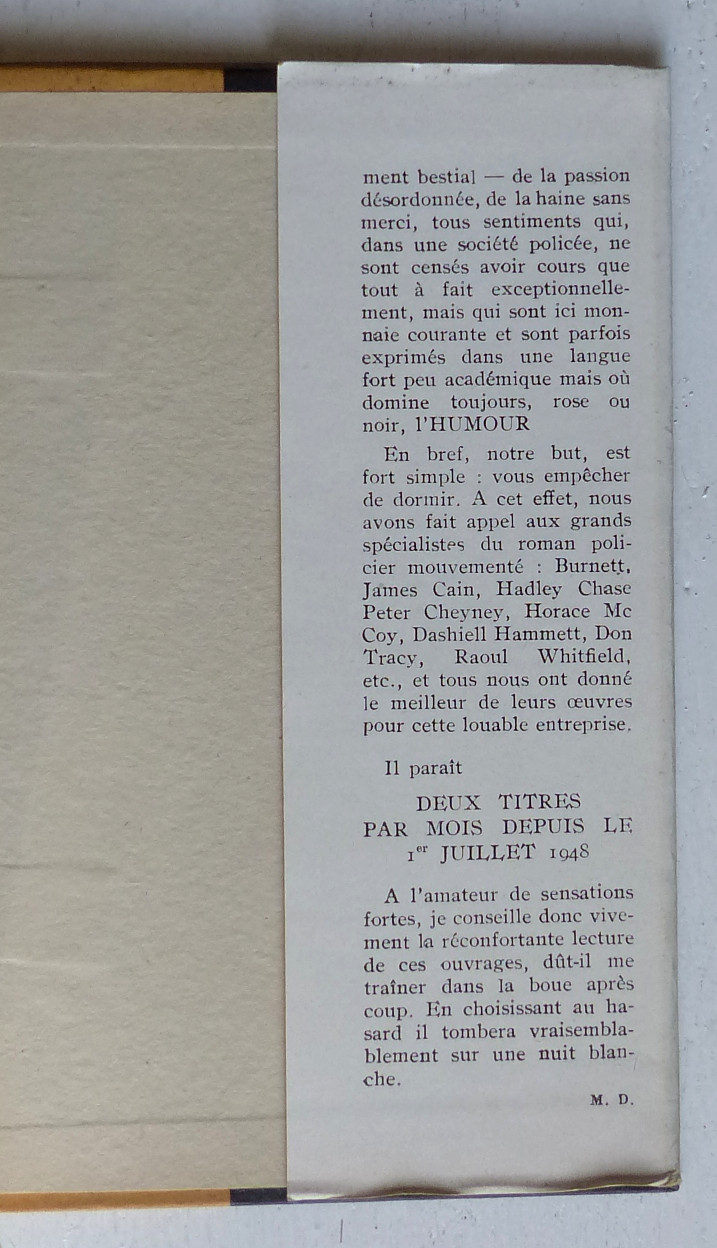 ment bestial — de la passion
désordonnée, de la haine sans
merci, tous sentiments qui,
dans une société policée, ne
sont censés avoir cours que
tout à fait exceptionnelle-
ment, mais qui sont ici mon-
naie courante et sont parfois
exprimés dans une langue
fort peu académique mais où
domine toujours, rose ou
noir, l'HUMOUR
En bref, notre but, est
fort simple : vous empêcher
de dormir. A cet effet, nous
avons fait appel aux grands
spécialistes du roman poli-
cier mouvementé : Burnett,
James Cain, Hadley Chase
Peter Cheyney, Horace Mc
Coy, Dashiell Hammett, Don
Tracy, Raoul Whitfield,
etc., et tous nous ont donné
le meilleur de leurs œuvres
pour cette louable entreprise.
Il paraît
DEUX TITRES
PAR MOIS DEPUIS LE
1er JUILLET 1948
A l'amateur de sensations
fortes, je conseille donc vive-
ment la réconfortante lecture
de ces ouvrages, dût-il me
traîner dans la boue après
coup. En choisissant au ha-
sard il tombera vraisembla-
blement sur une nuit blan-
che.
M. D.